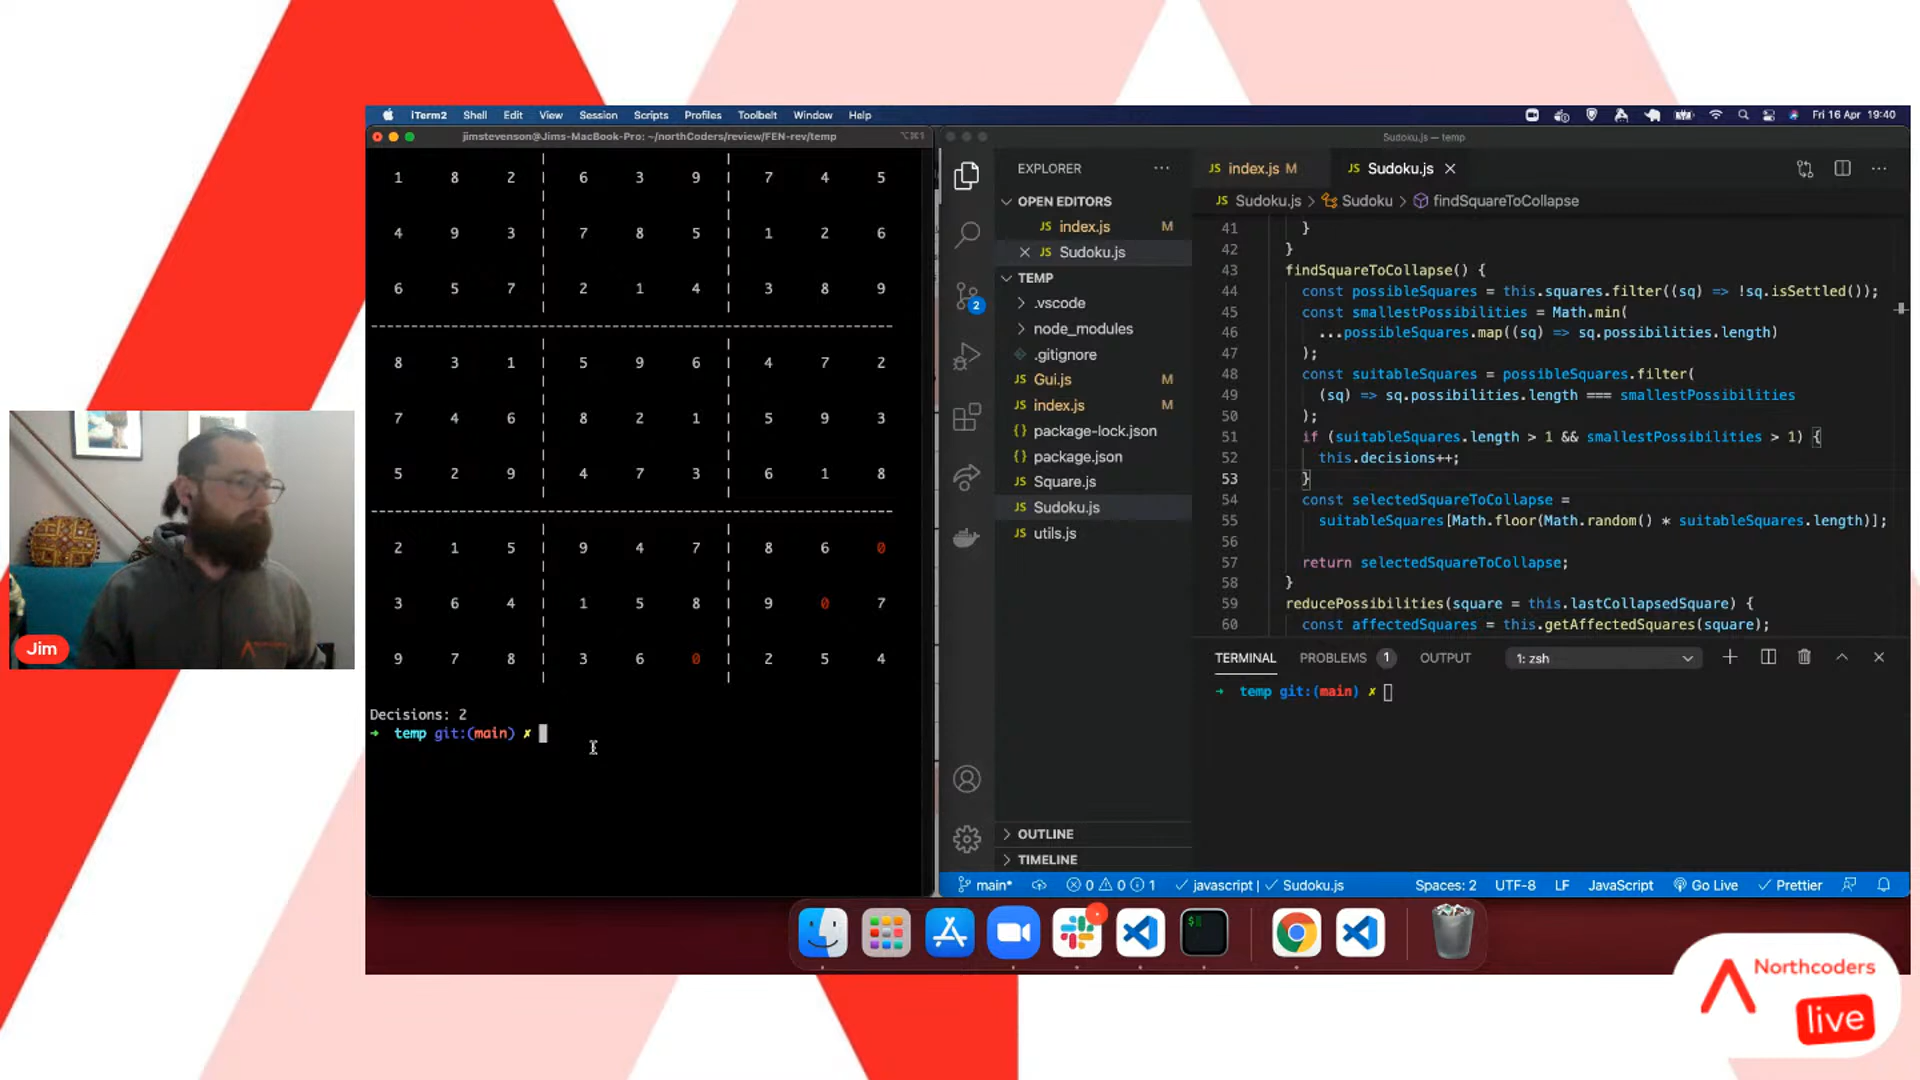 iTerm2 Shell Edit View Session Scripts Profiles Toolbelt Window Help Fri 16 Apr 19:40
jimstevenson@Jims-MacBook-Pro: ~/northCoders/review/FEN-rev/temp ⌥⌘1
1 8 2 | 6 3 9 | 7 4 5
4 9 3 | 7 8 5 | 1 2 6
6 5 7 | 2 1 4 | 3 8 9
8 3 1 | 5 9 6 | 4 7 2
7 4 6 | 8 2 1 | 5 9 3
5 2 9 | 4 7 3 | 6 1 8
2 1 5 | 9 4 7 | 8 6 0
3 6 4 | 1 5 8 | 9 0 7
9 7 8 | 3 6 0 | 2 5 4
Decisions: 2
→ temp git:(main) ✗
Jim
Sudoku.js — temp
EXPLORER ···
OPEN EDITORS
JS index.js M
× JS Sudoku.js
TEMP
> .vscode
> node_modules
.gitignore
JS Gui.js M
JS index.js M
{} package-lock.json
{} package.json
JS Square.js
JS Sudoku.js
JS utils.js
OUTLINE
TIMELINE
2
JS index.js M JS Sudoku.js ×
JS Sudoku.js > Sudoku > findSquareToCollapse
41 }
42 }
43 findSquareToCollapse() {
44 const possibleSquares = this.squares.filter((sq) => !sq.isSettled());
45 const smallestPossibilities = Math.min(
46 ...possibleSquares.map((sq) => sq.possibilities.length)
47 );
48 const suitableSquares = possibleSquares.filter(
49 (sq) => sq.possibilities.length === smallestPossibilities
50 );
51 if (suitableSquares.length > 1 && smallestPossibilities > 1) {
52 this.decisions++;
53 }
54 const selectedSquareToCollapse =
55 suitableSquares[Math.floor(Math.random() * suitableSquares.length)];
56
57 return selectedSquareToCollapse;
58 }
59 reducePossibilities(square = this.lastCollapsedSquare) {
60 const affectedSquares = this.getAffectedSquares(square);
TERMINAL PROBLEMS 1 OUTPUT 1: zsh
→ temp git:(main) ✗
main* 0 0 1 javascript | Sudoku.js Spaces: 2 UTF-8 LF JavaScript Go Live Prettier
Northcoders
live